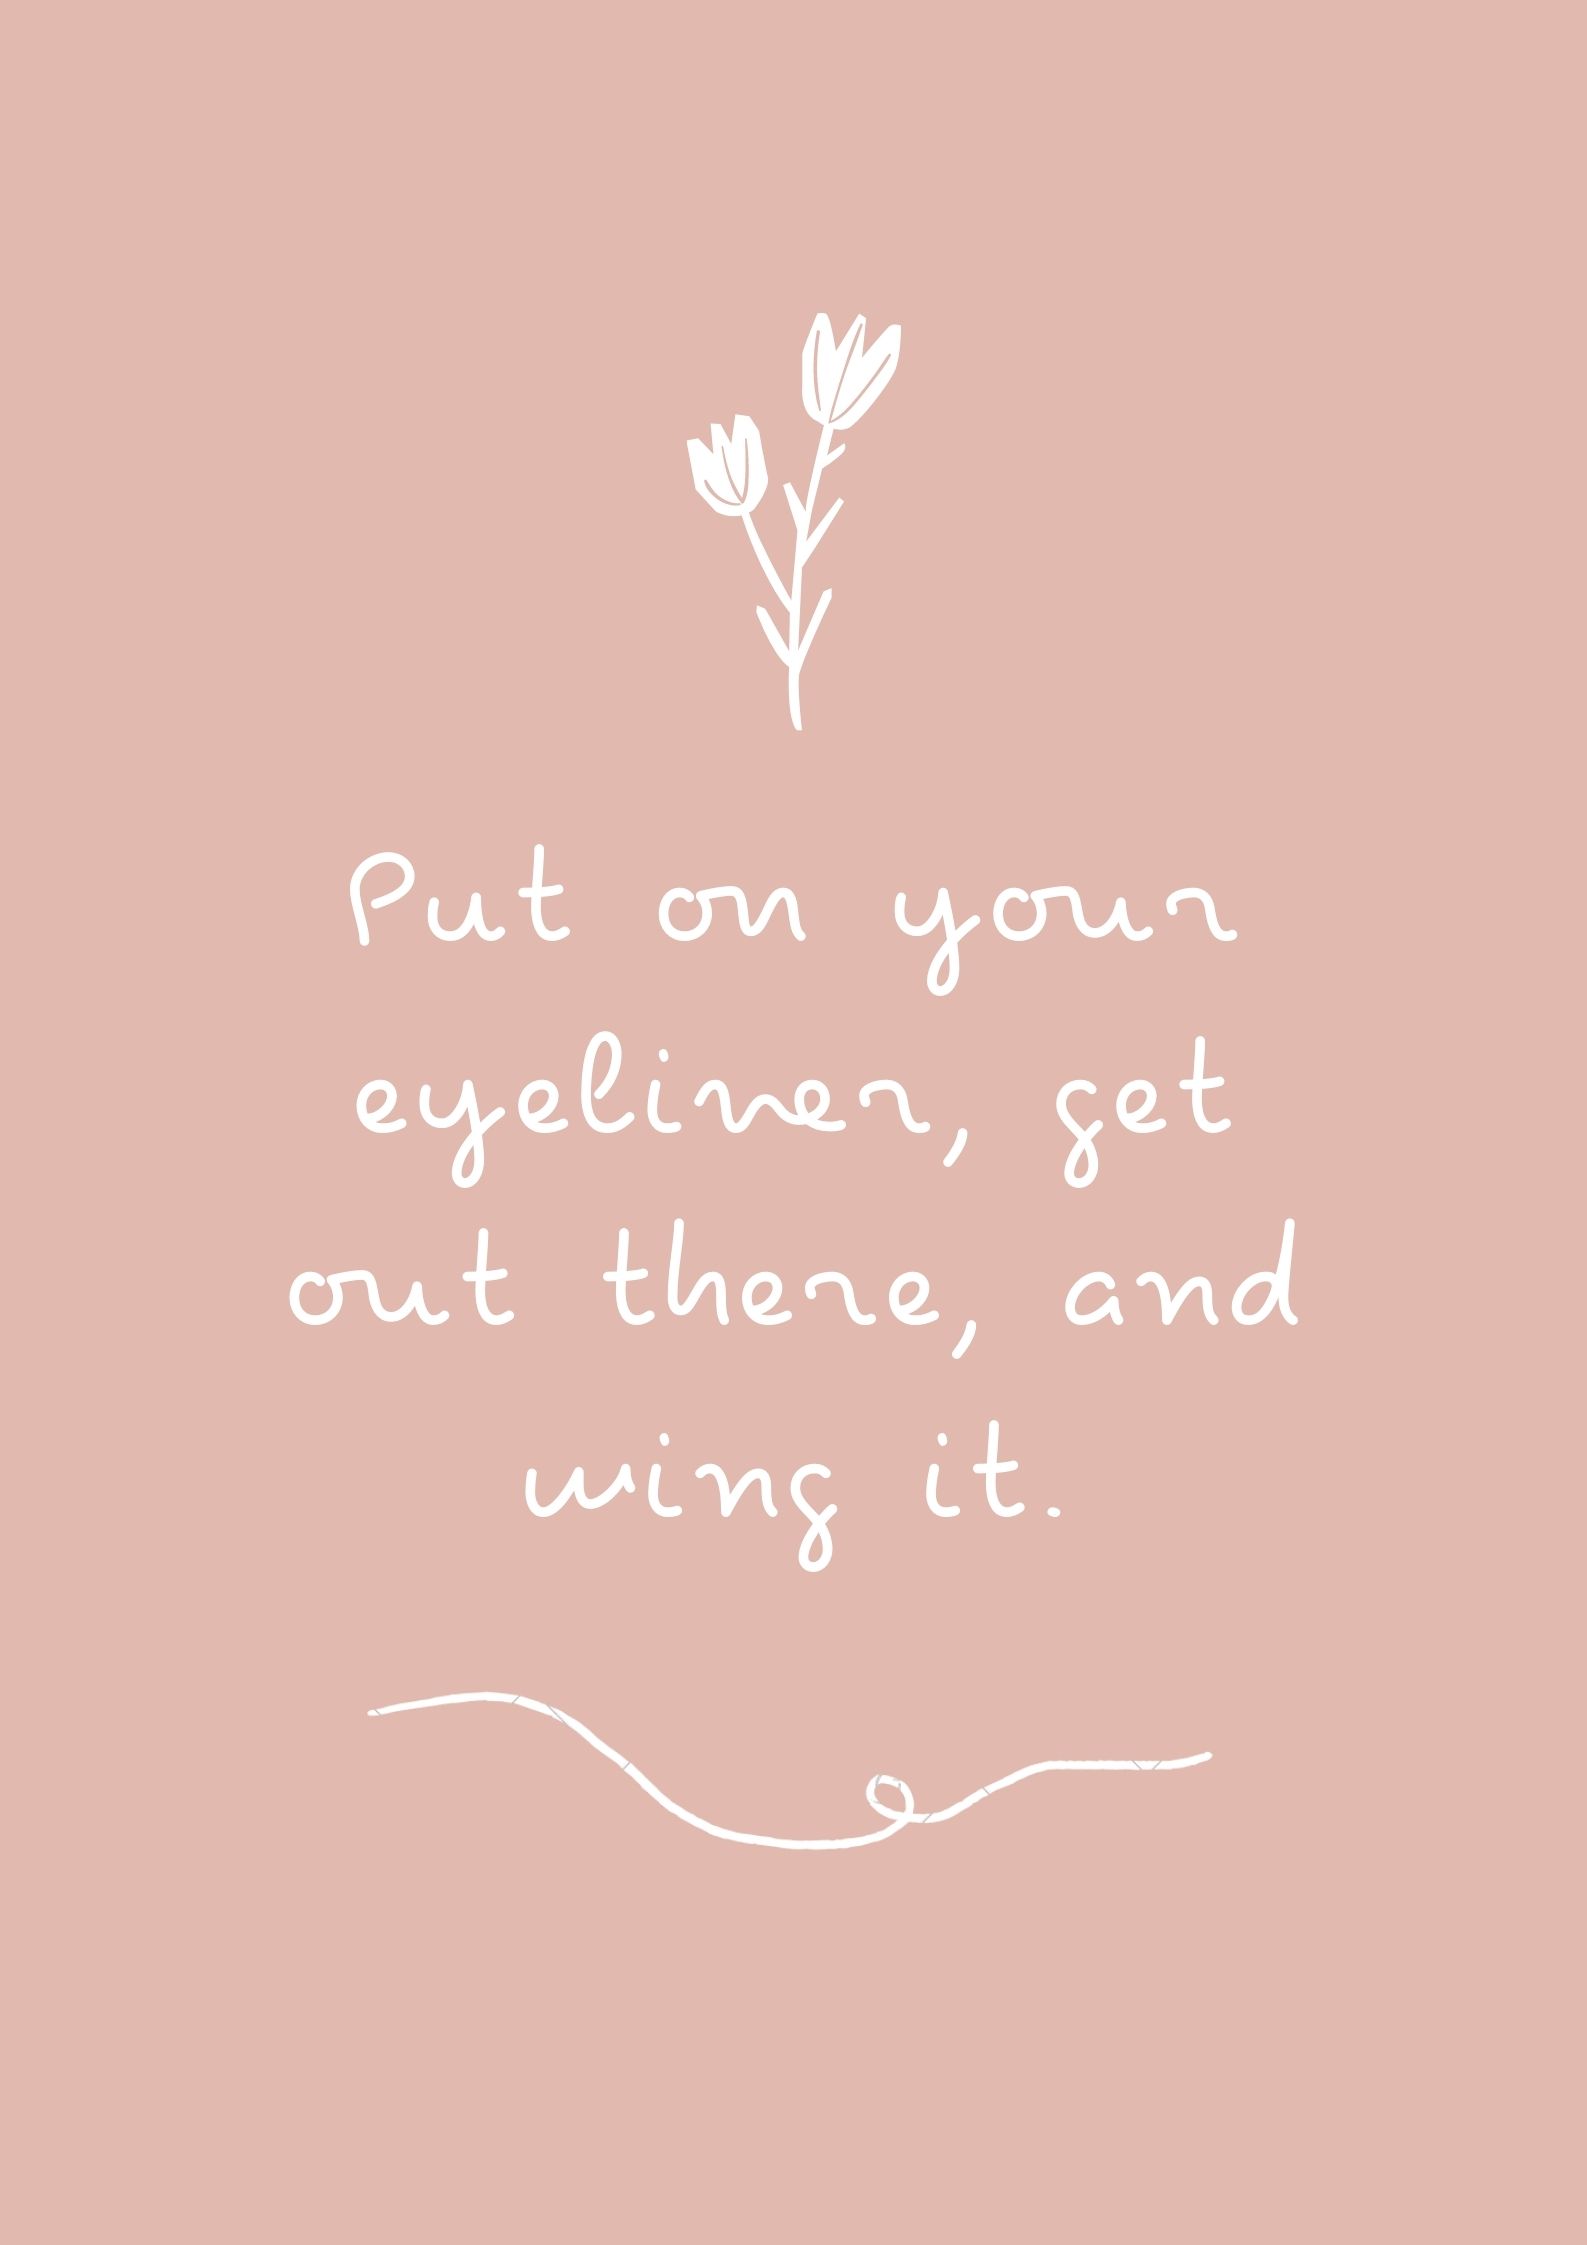 Put on your
eyeliner, get
out there, and
wing it.